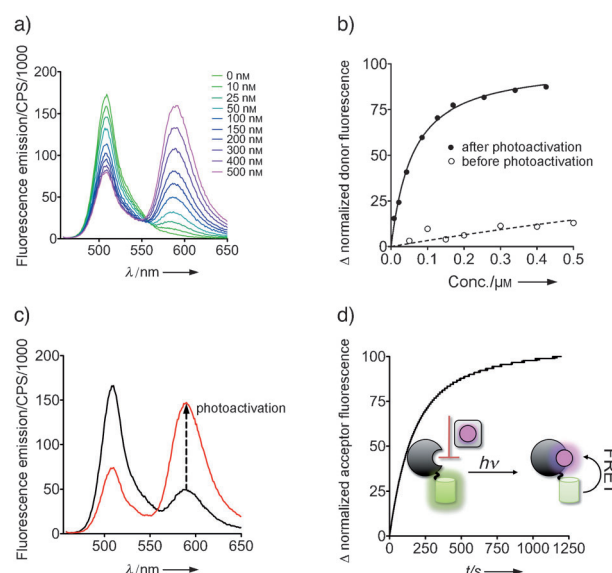 a)
Fluorescence emission/CPS/1000
200
150
100
50
0
500 550 600 650
λ/nm
0 nM
10 nM
25 nM
50 nM
100 nM
150 nM
200 nM
300 nM
400 nM
500 nM
b)
Δ normalized donor fluorescence
100
75
50
25
0
0.0 0.1 0.2 0.3 0.4 0.5
Conc./μM
after photoactivation
before photoactivation
c)
Fluorescence emission/CPS/1000
200
150
100
50
0
500 550 600 650
λ/nm
photoactivation
d)
Δ normalized acceptor fluorescence
100
75
50
25
0
250 500 750 1000 1250
t/s
hν
FRET